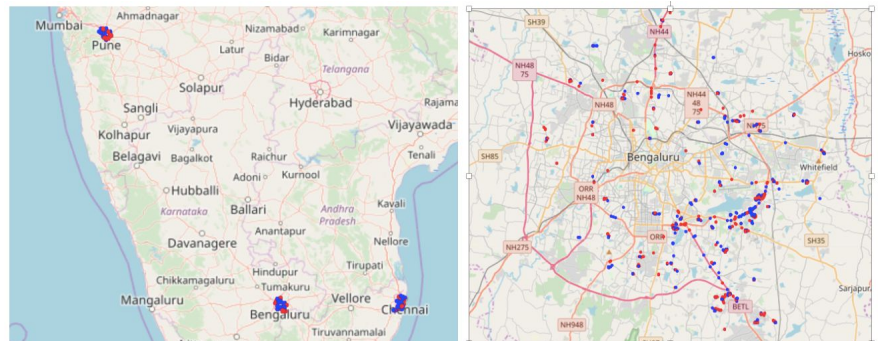 Mumbai
Ahmadnagar
Pune
Nizamabad
Karimnagar
Latur
Bidar
Telangana
Solapur
Hyderabad
Rajama
Sangli
Vijayapura
Kolhapur
Vijayawada
Belagavi
Bagalkot
Raichur
Tenali
Adoni
Kurnool
Hubballi
Karnataka
Ballari
Andhra
Pradesh
Kavali
Anantapur
Davanagere
Nellore
Hindupur
Tirupati
Chikkamagaluru
Tumakuru
Mangaluru
Vellore
Bengaluru
Chennai
Tiruvannamalai
SH39
NH44
Hosko
NH48
75
NH44
48
75
NH48
NH75
SH85
Bengaluru
Whitefield
ORR
NH48
ORR
SH35
NH275
Sarjapur
BETL
NH948